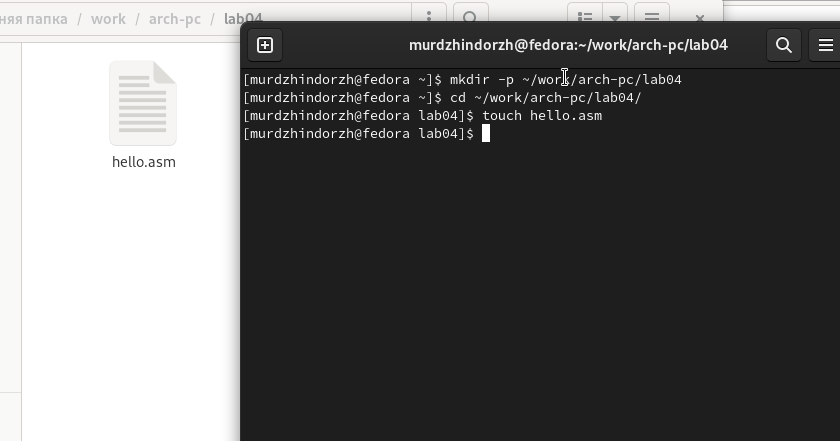 няя папка / work / arch-pc / lab04
hello.asm
murdzhindorzh@fedora:~/work/arch-pc/lab04
[murdzhindorzh@fedora ~]$ mkdir -p ~/work/arch-pc/lab04
[murdzhindorzh@fedora ~]$ cd ~/work/arch-pc/lab04/
[murdzhindorzh@fedora lab04]$ touch hello.asm
[murdzhindorzh@fedora lab04]$